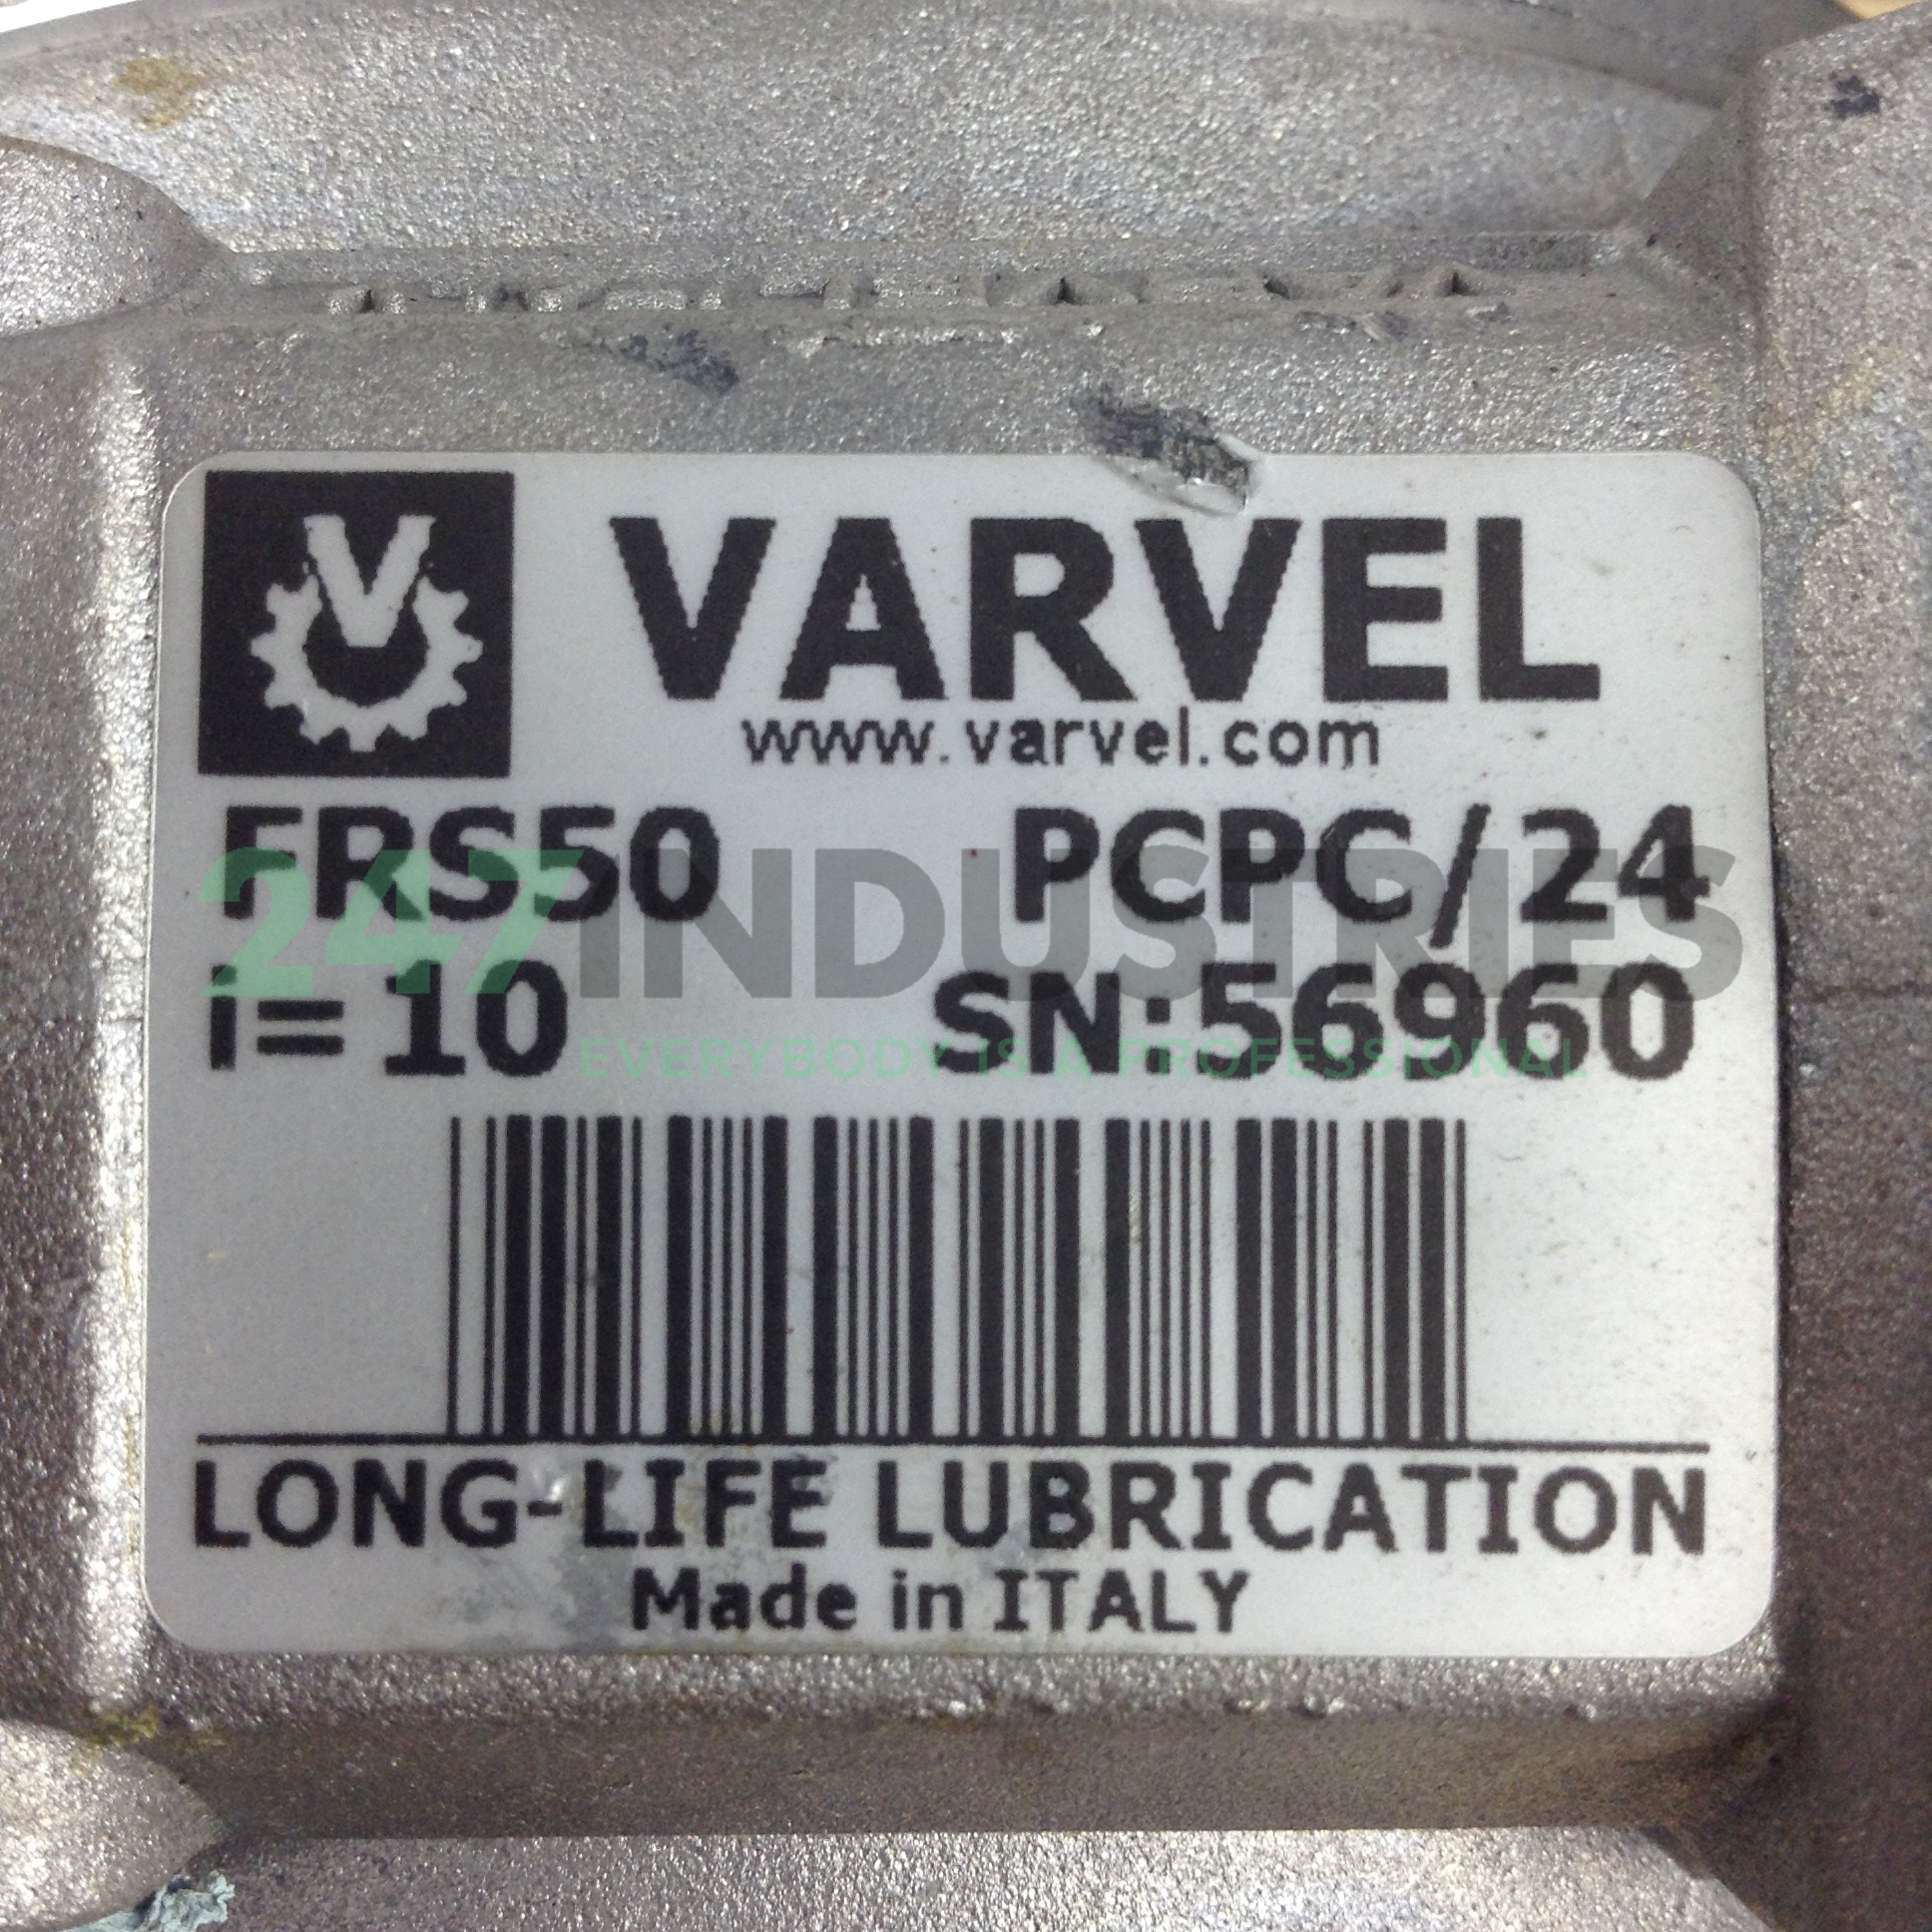 V VARVEL
www.varvel.com
FRS50 PCPC/24
247INDUSTRIES
i=10 SN:56960
EVERYBODY IS A PROFESSIONAL
LONG-LIFE LUBRICATION
Made in ITALY